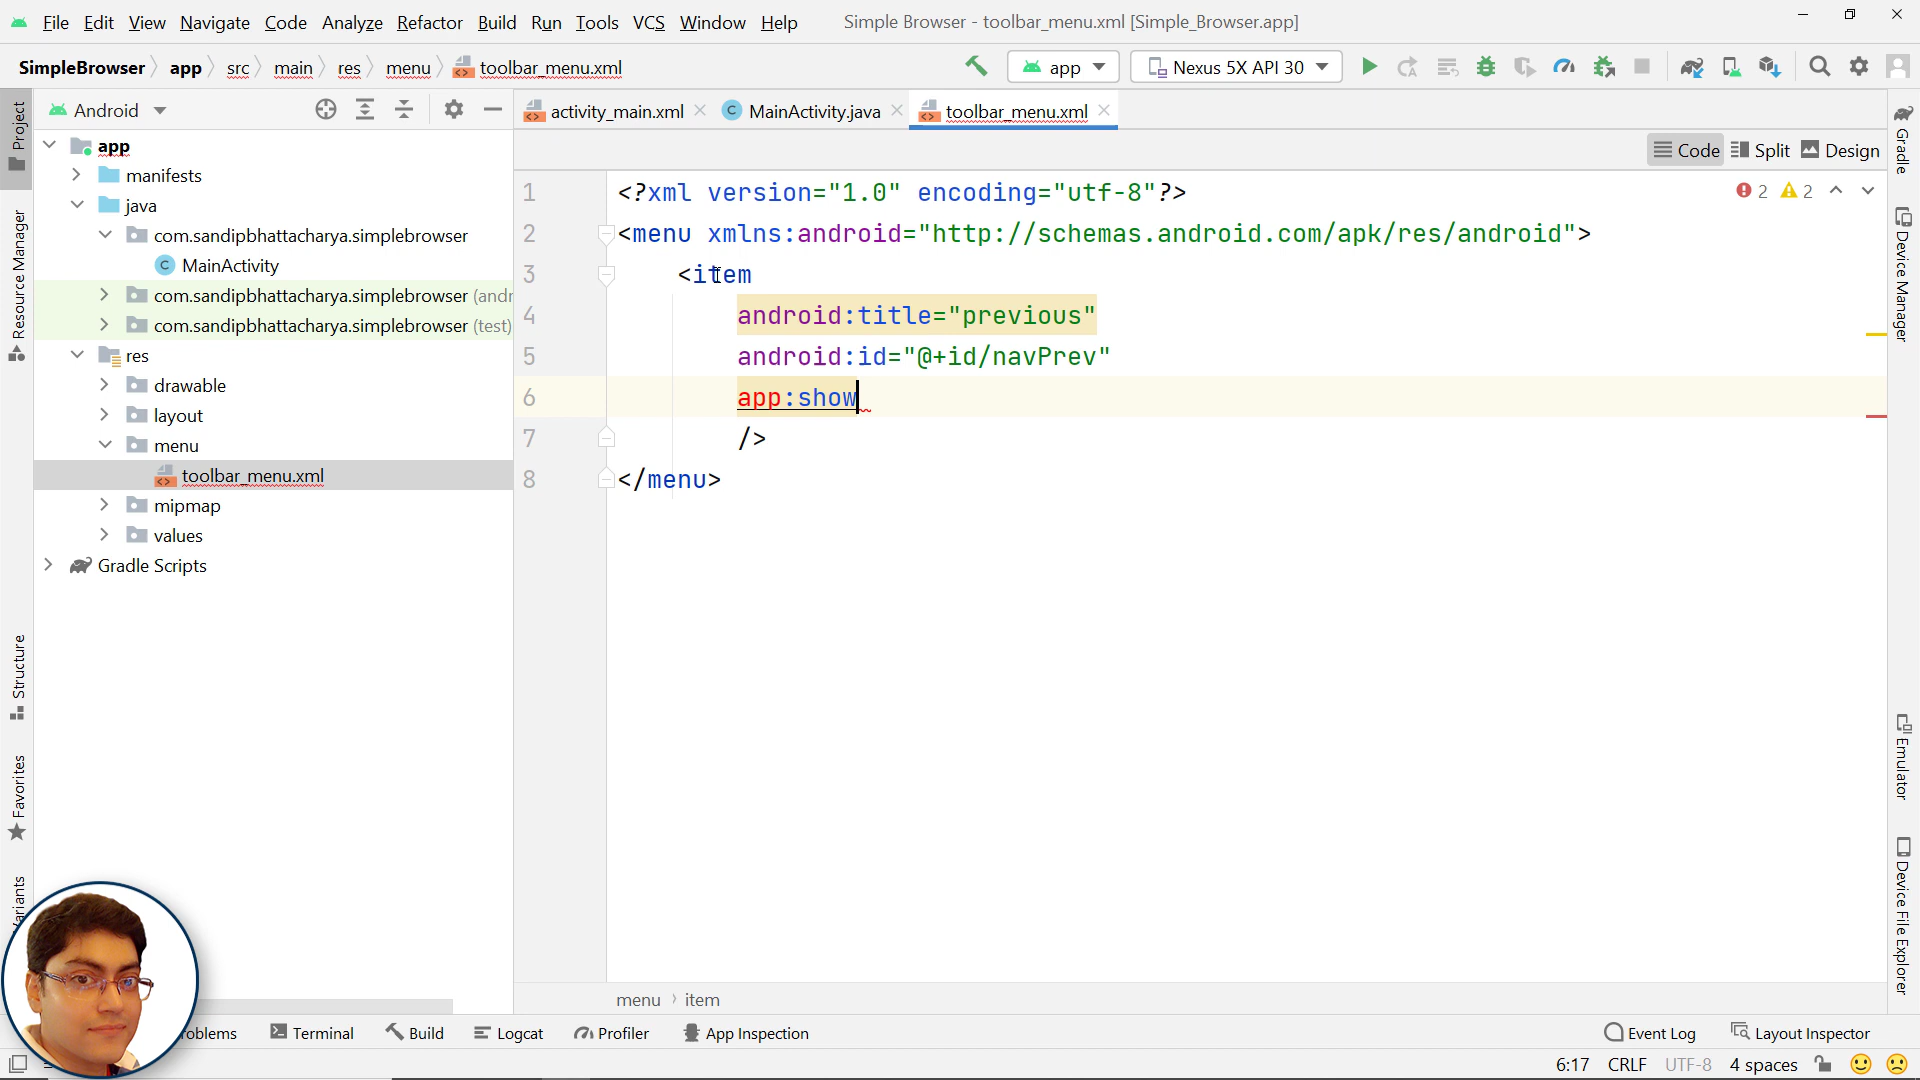 File Edit View Navigate Code Analyze Refactor Build Run Tools VCS Window Help Simple Browser - toolbar_menu.xml [Simple_Browser.app]
SimpleBrowser app src main res menu toolbar_menu.xml app Nexus 5X API 30
Android
activity_main.xml MainActivity.java toolbar_menu.xml
Code Split Design
Project
Resource Manager
Structure
Favorites
app
manifests
java
com.sandipbhattacharya.simplebrowser
MainActivity
com.sandipbhattacharya.simplebrowser (andr
com.sandipbhattacharya.simplebrowser (test)
res
drawable
layout
menu
toolbar_menu.xml
mipmap
values
Gradle Scripts
1 <?xml version="1.0" encoding="utf-8"?>
2 <menu xmlns:android="http://schemas.android.com/apk/res/android">
3 <item
4 android:title="previous"
5 android:id="@+id/navPrev"
6 app:show
7 />
8 </menu>
2 2
Gradle
Device Manager
Emulator
Device File Explorer
menu item
Terminal Build Logcat Profiler App Inspection Event Log Layout Inspector
6:17 CRLF UTF-8 4 spaces